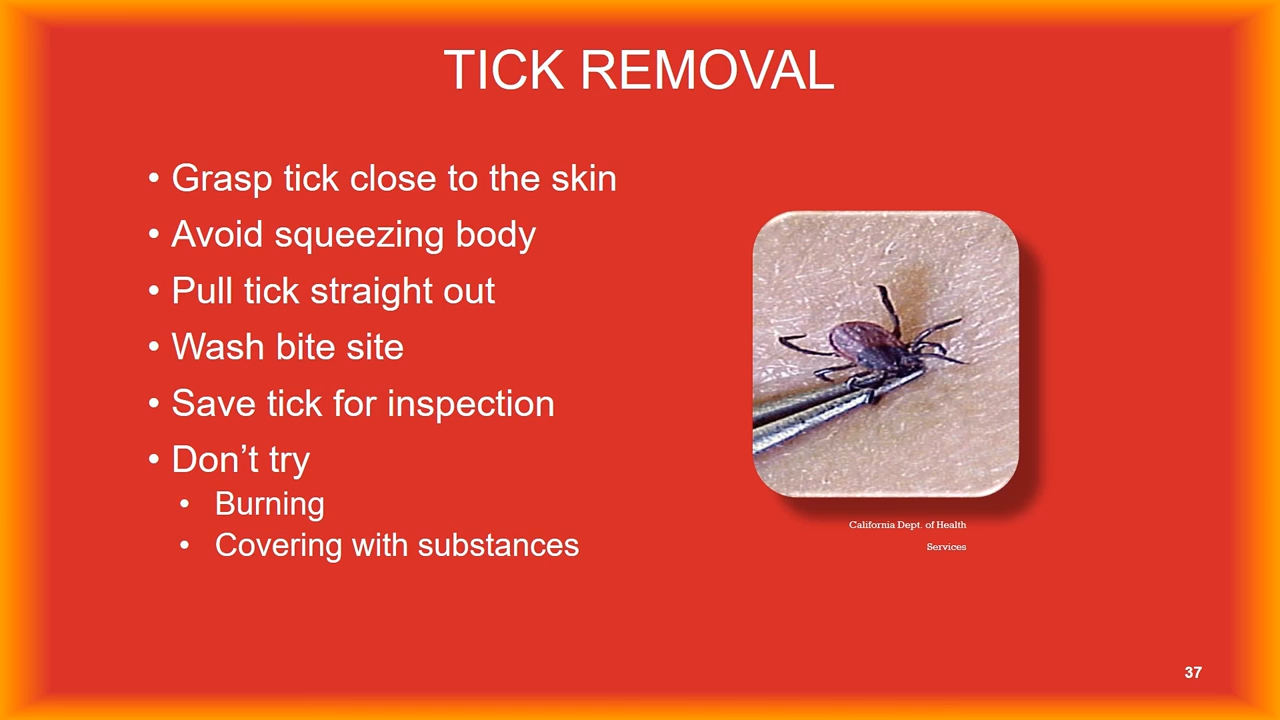 TICK REMOVAL
• Grasp tick close to the skin
• Avoid squeezing body
• Pull tick straight out
• Wash bite site
• Save tick for inspection
• Don’t try
• Burning
• Covering with substances
California Dept. of Health
Services
37